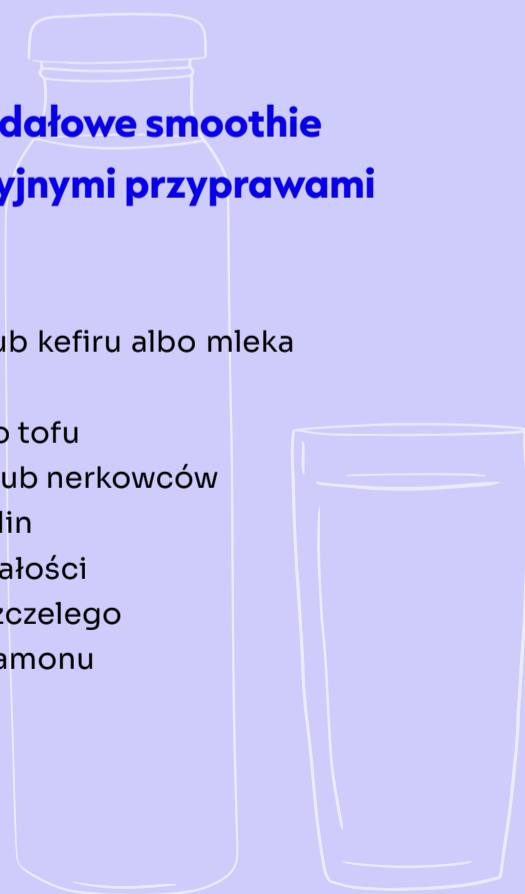 dałowe smoothie
yjnymi przyprawami
ub kefiru albo mleka
o tofu
ub nerkowców
lin
ałości
zczelego
amonu